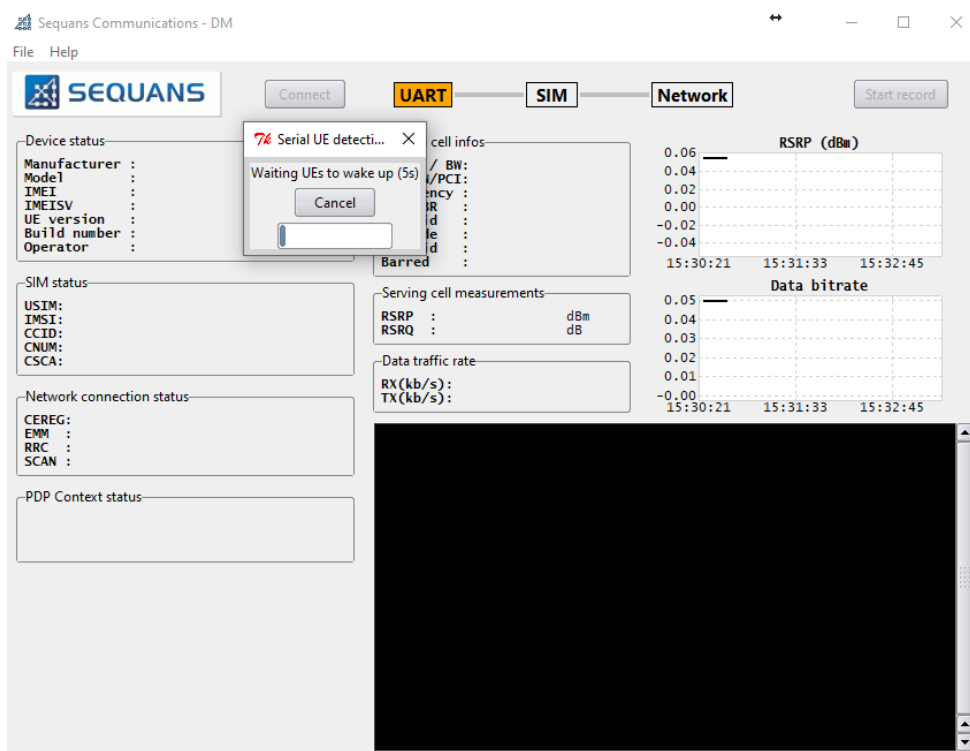 Sequans Communications - DM
File Help
SEQUANS
Connect
UART
SIM
Network
Start record
Device status
Manufacturer :
Model :
IMEI :
IMEISV :
UE version :
Build number :
Operator :
Serial UE detecti...
Waiting UEs to wake up (5s)
Cancel
cell infos
/ BW:
/PCI:
:
:
:
:
:
Barred :
SIM status
USIM:
IMSI:
CCID:
CNUM:
CSCA:
Serving cell measurements
RSRP : dBm
RSRQ : dB
Data traffic rate
RX(kb/s):
TX(kb/s):
Network connection status
CEREG:
EMM :
RRC :
SCAN :
PDP Context status
RSRP (dBm)
0.06
0.04
0.02
0.00
-0.02
-0.04
15:30:21 15:31:33 15:32:45
Data bitrate
0.05
0.04
0.03
0.02
0.01
-0.00
15:30:21 15:31:33 15:32:45